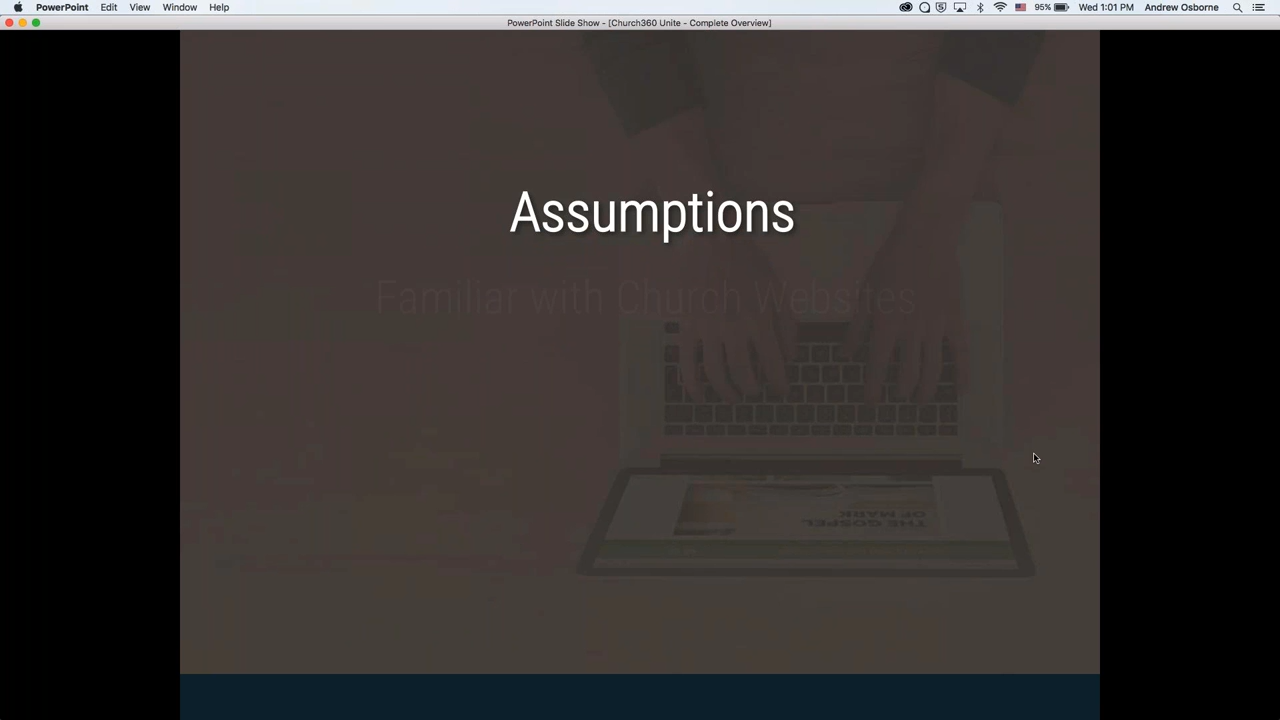 PowerPoint Edit View Window Help 95% Wed 1:01 PM Andrew Osborne
PowerPoint Slide Show - [Church360 Unite - Complete Overview]
Assumptions
Familiar with Church Websites
THE GOSPEL
OF MARK